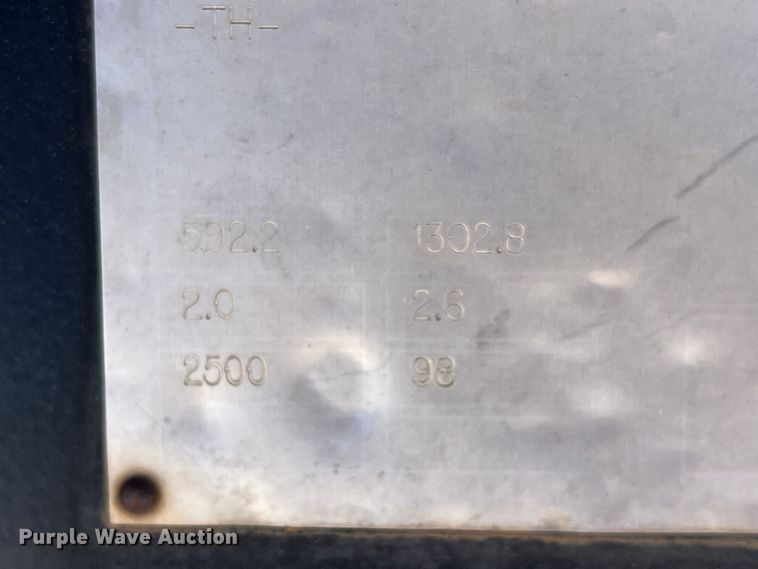 -TH-
592.2 1302.8
2.0 2.6
2500 98
Purple Wave Auction®